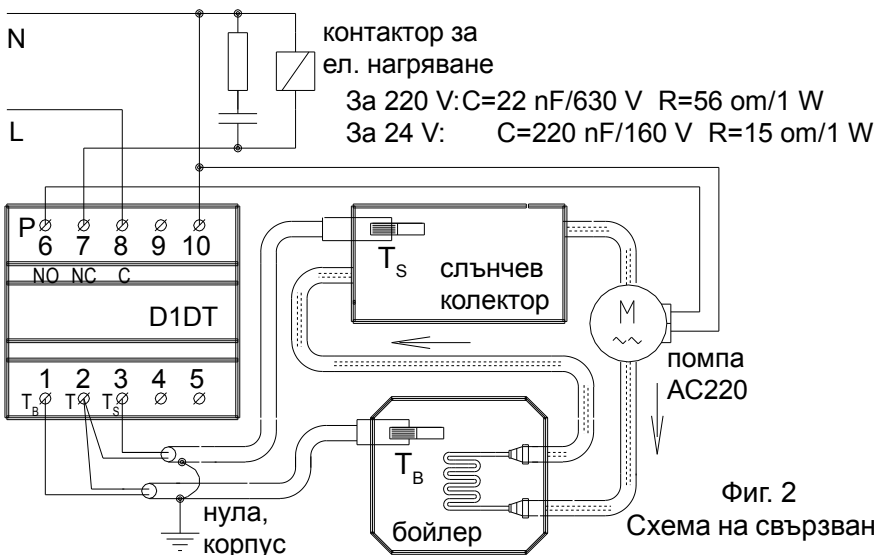 N
L
контактор за
ел. нагряване
За 220 V: C=22 nF/630 V R=56 om/1 W
За 24 V: C=220 nF/160 V R=15 om/1 W
P
6 7 8 9 10
NO NC C
D1DT
1 2 3 4 5
TB T TS
TS
слънчев
колектор
M
помпа
AC220
TB
бойлер
нула,
корпус
Фиг. 2
Схема на свързван